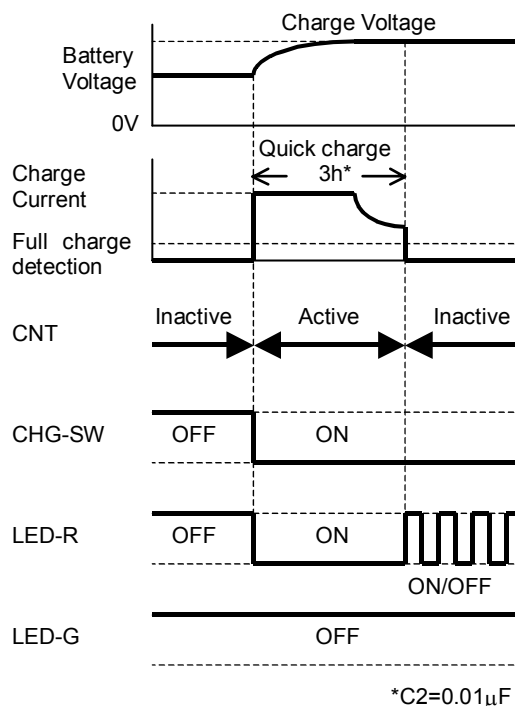 Charge Voltage
Battery
Voltage
0V
Quick charge
3h*
Charge
Current
Full charge
detection
Inactive Active Inactive
CNT
CHG-SW OFF ON
LED-R OFF ON
ON/OFF
LED-G OFF
*C2=0.01μF